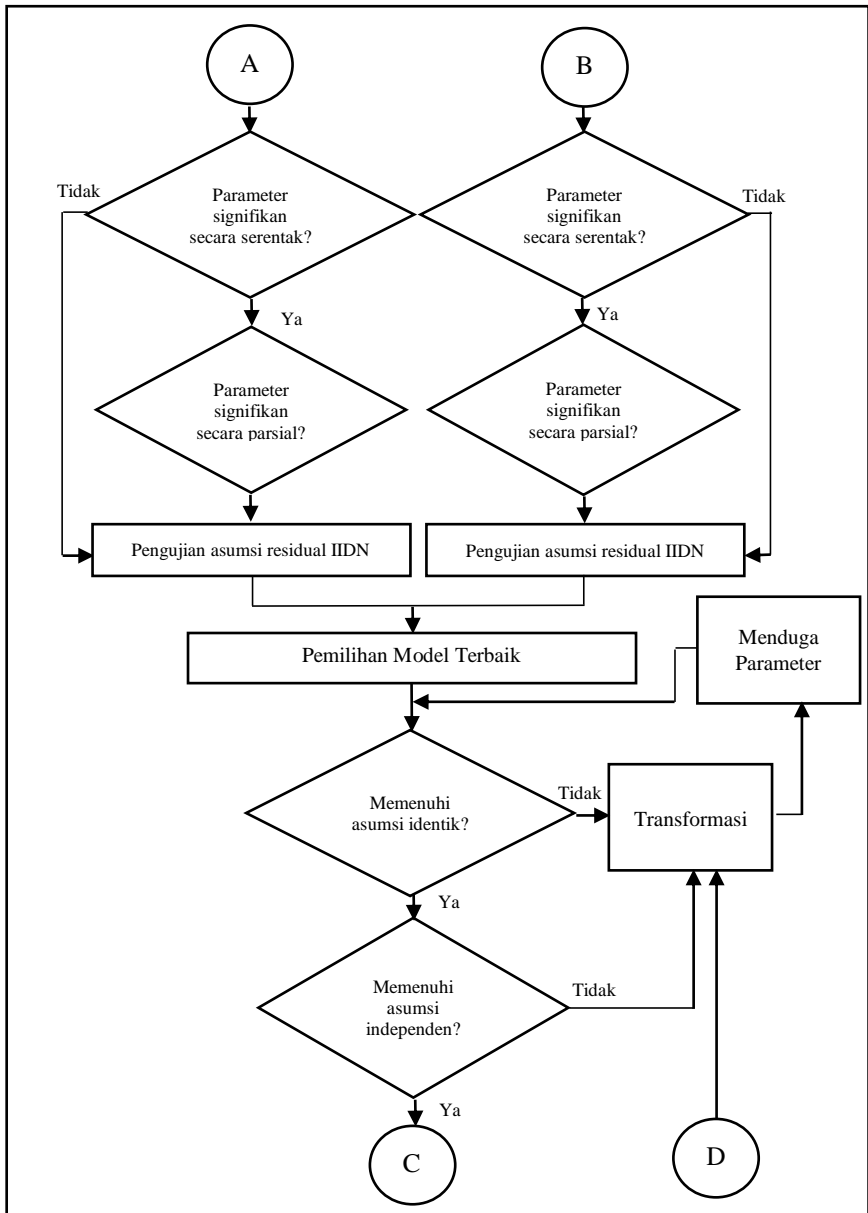 A
B
Tidak
Parameter
signifikan
secara serentak?
Parameter
signifikan
secara serentak?
Tidak
Ya
Ya
Parameter
signifikan
secara parsial?
Parameter
signifikan
secara parsial?
Pengujian asumsi residual IIDN
Pengujian asumsi residual IIDN
Pemilihan Model Terbaik
Menduga
Parameter
Memenuhi
asumsi identik?
Tidak
Transformasi
Ya
Memenuhi
asumsi
independen?
Tidak
Ya
C
D